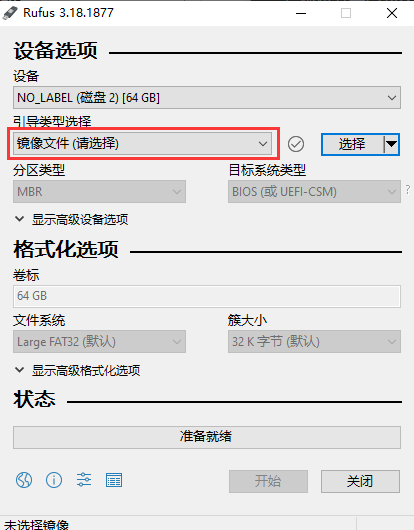 Rufus 3.18.1877
设备选项
设备
NO_LABEL (磁盘 2) [64 GB]
引导类型选择
镜像文件 (请选择)
选择
分区类型
目标系统类型
MBR
BIOS (或 UEFI-CSM)
?
显示高级设备选项
格式化选项
卷标
64 GB
文件系统
簇大小
Large FAT32 (默认)
32 K 字节 (默认)
显示高级格式化选项
状态
准备就绪
开始
关闭
未选择镜像